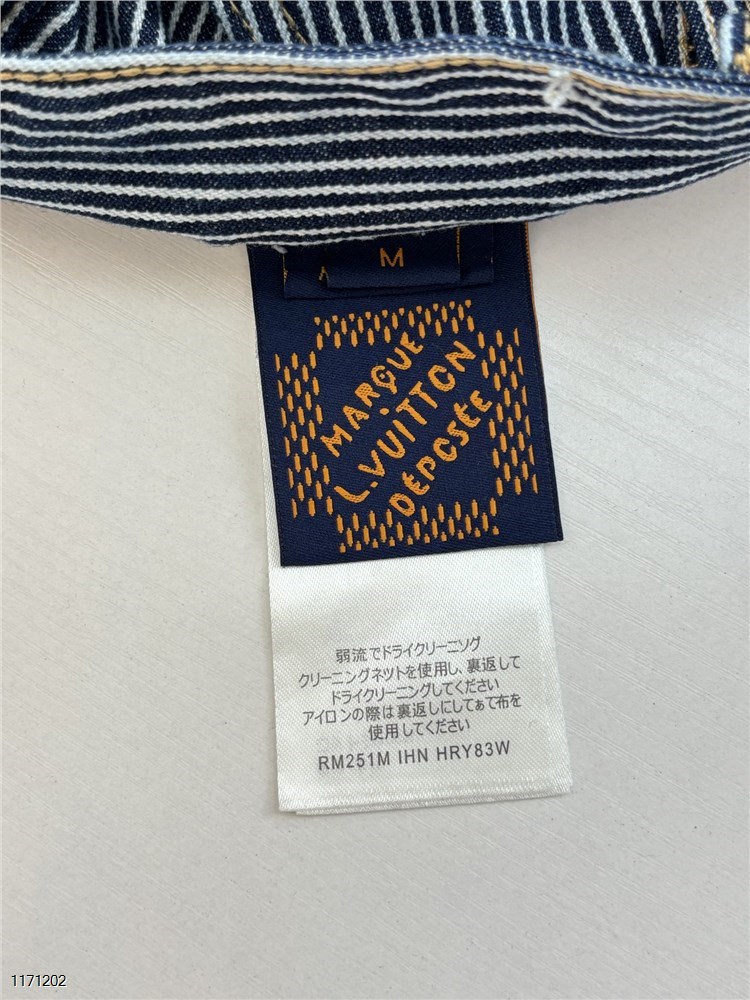 M
MARQUE
L.VUITTON
DÉPOSÉE
弱流でドライクリーニソグ
クリーニングネットを使用し、裏返して
ドライクリーニングしてください
アイロンの際は裏返しにしてぁて布を
使用してください
RM251M IHN HRY83W
1171202